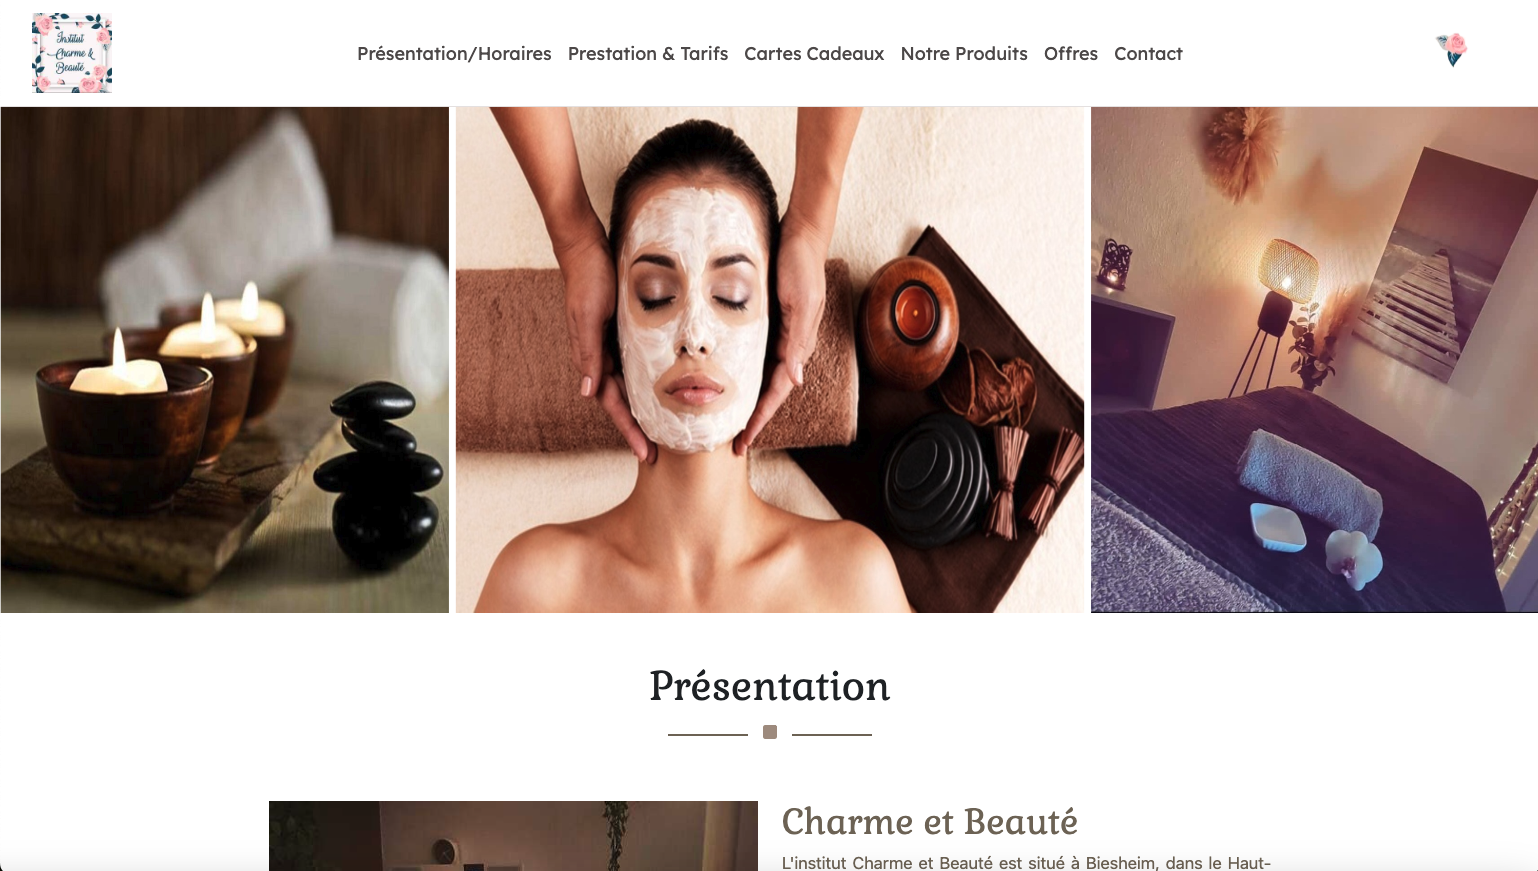 Institut
Charme &
Beauté
Présentation/Horaires Prestation & Tarifs Cartes Cadeaux Notre Produits Offres Contact
Présentation
Charme et Beauté
L'institut Charme et Beauté est situé à Biesheim, dans le Haut-